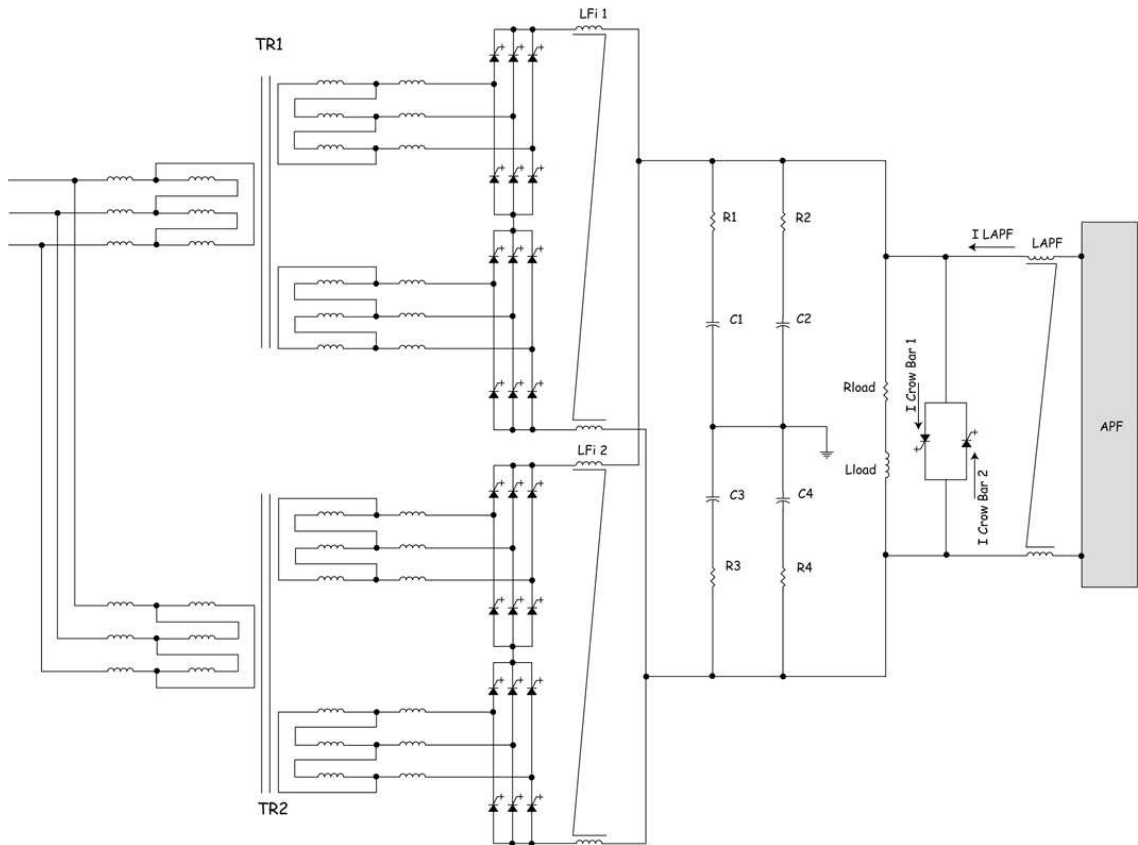 LFi 1
TR1
R1
R2
I LAPF
LAPF
C1
C2
I Crow Bar 1
Rload
APF
LFi 2
Lload
I Crow Bar 2
C3
C4
R3
R4
TR2